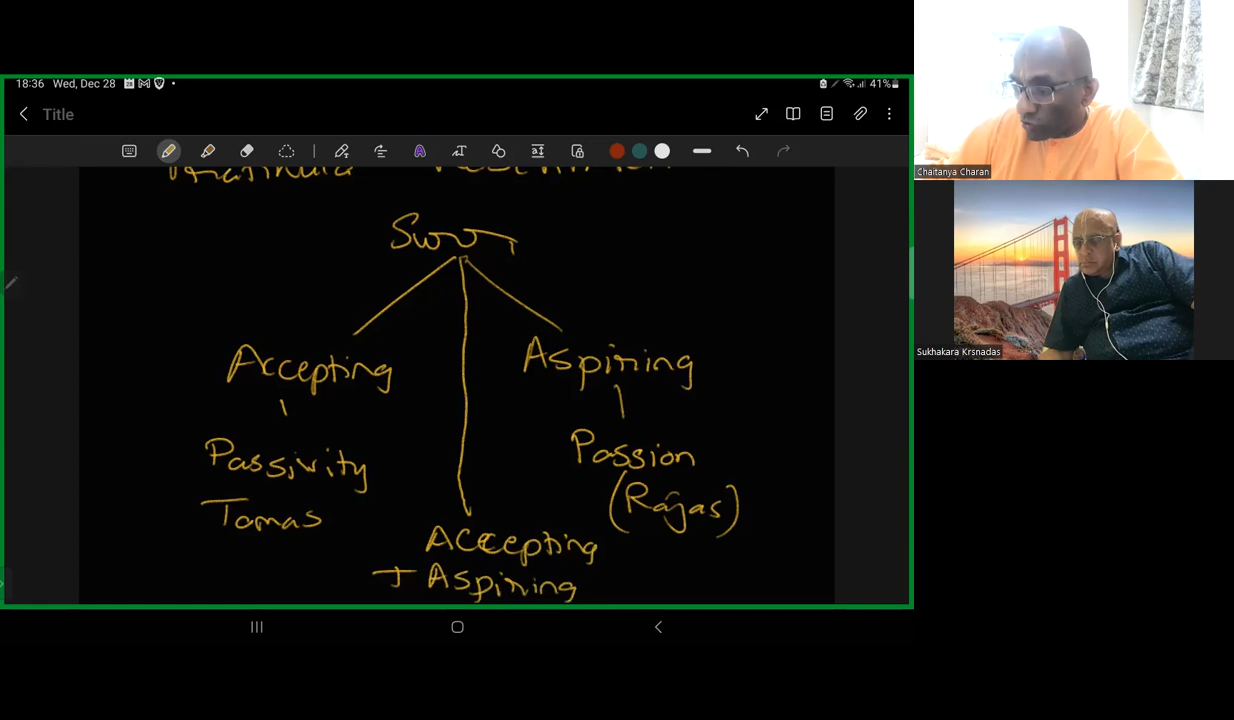 18:36 Wed, Dec 28
41%
Title
Accepting
Aspiring
Passivity
Passion
Tamas
(Rajas)
Accepting
+ Aspiring
Chaitanya Charan
Sukhakara Krsnadas